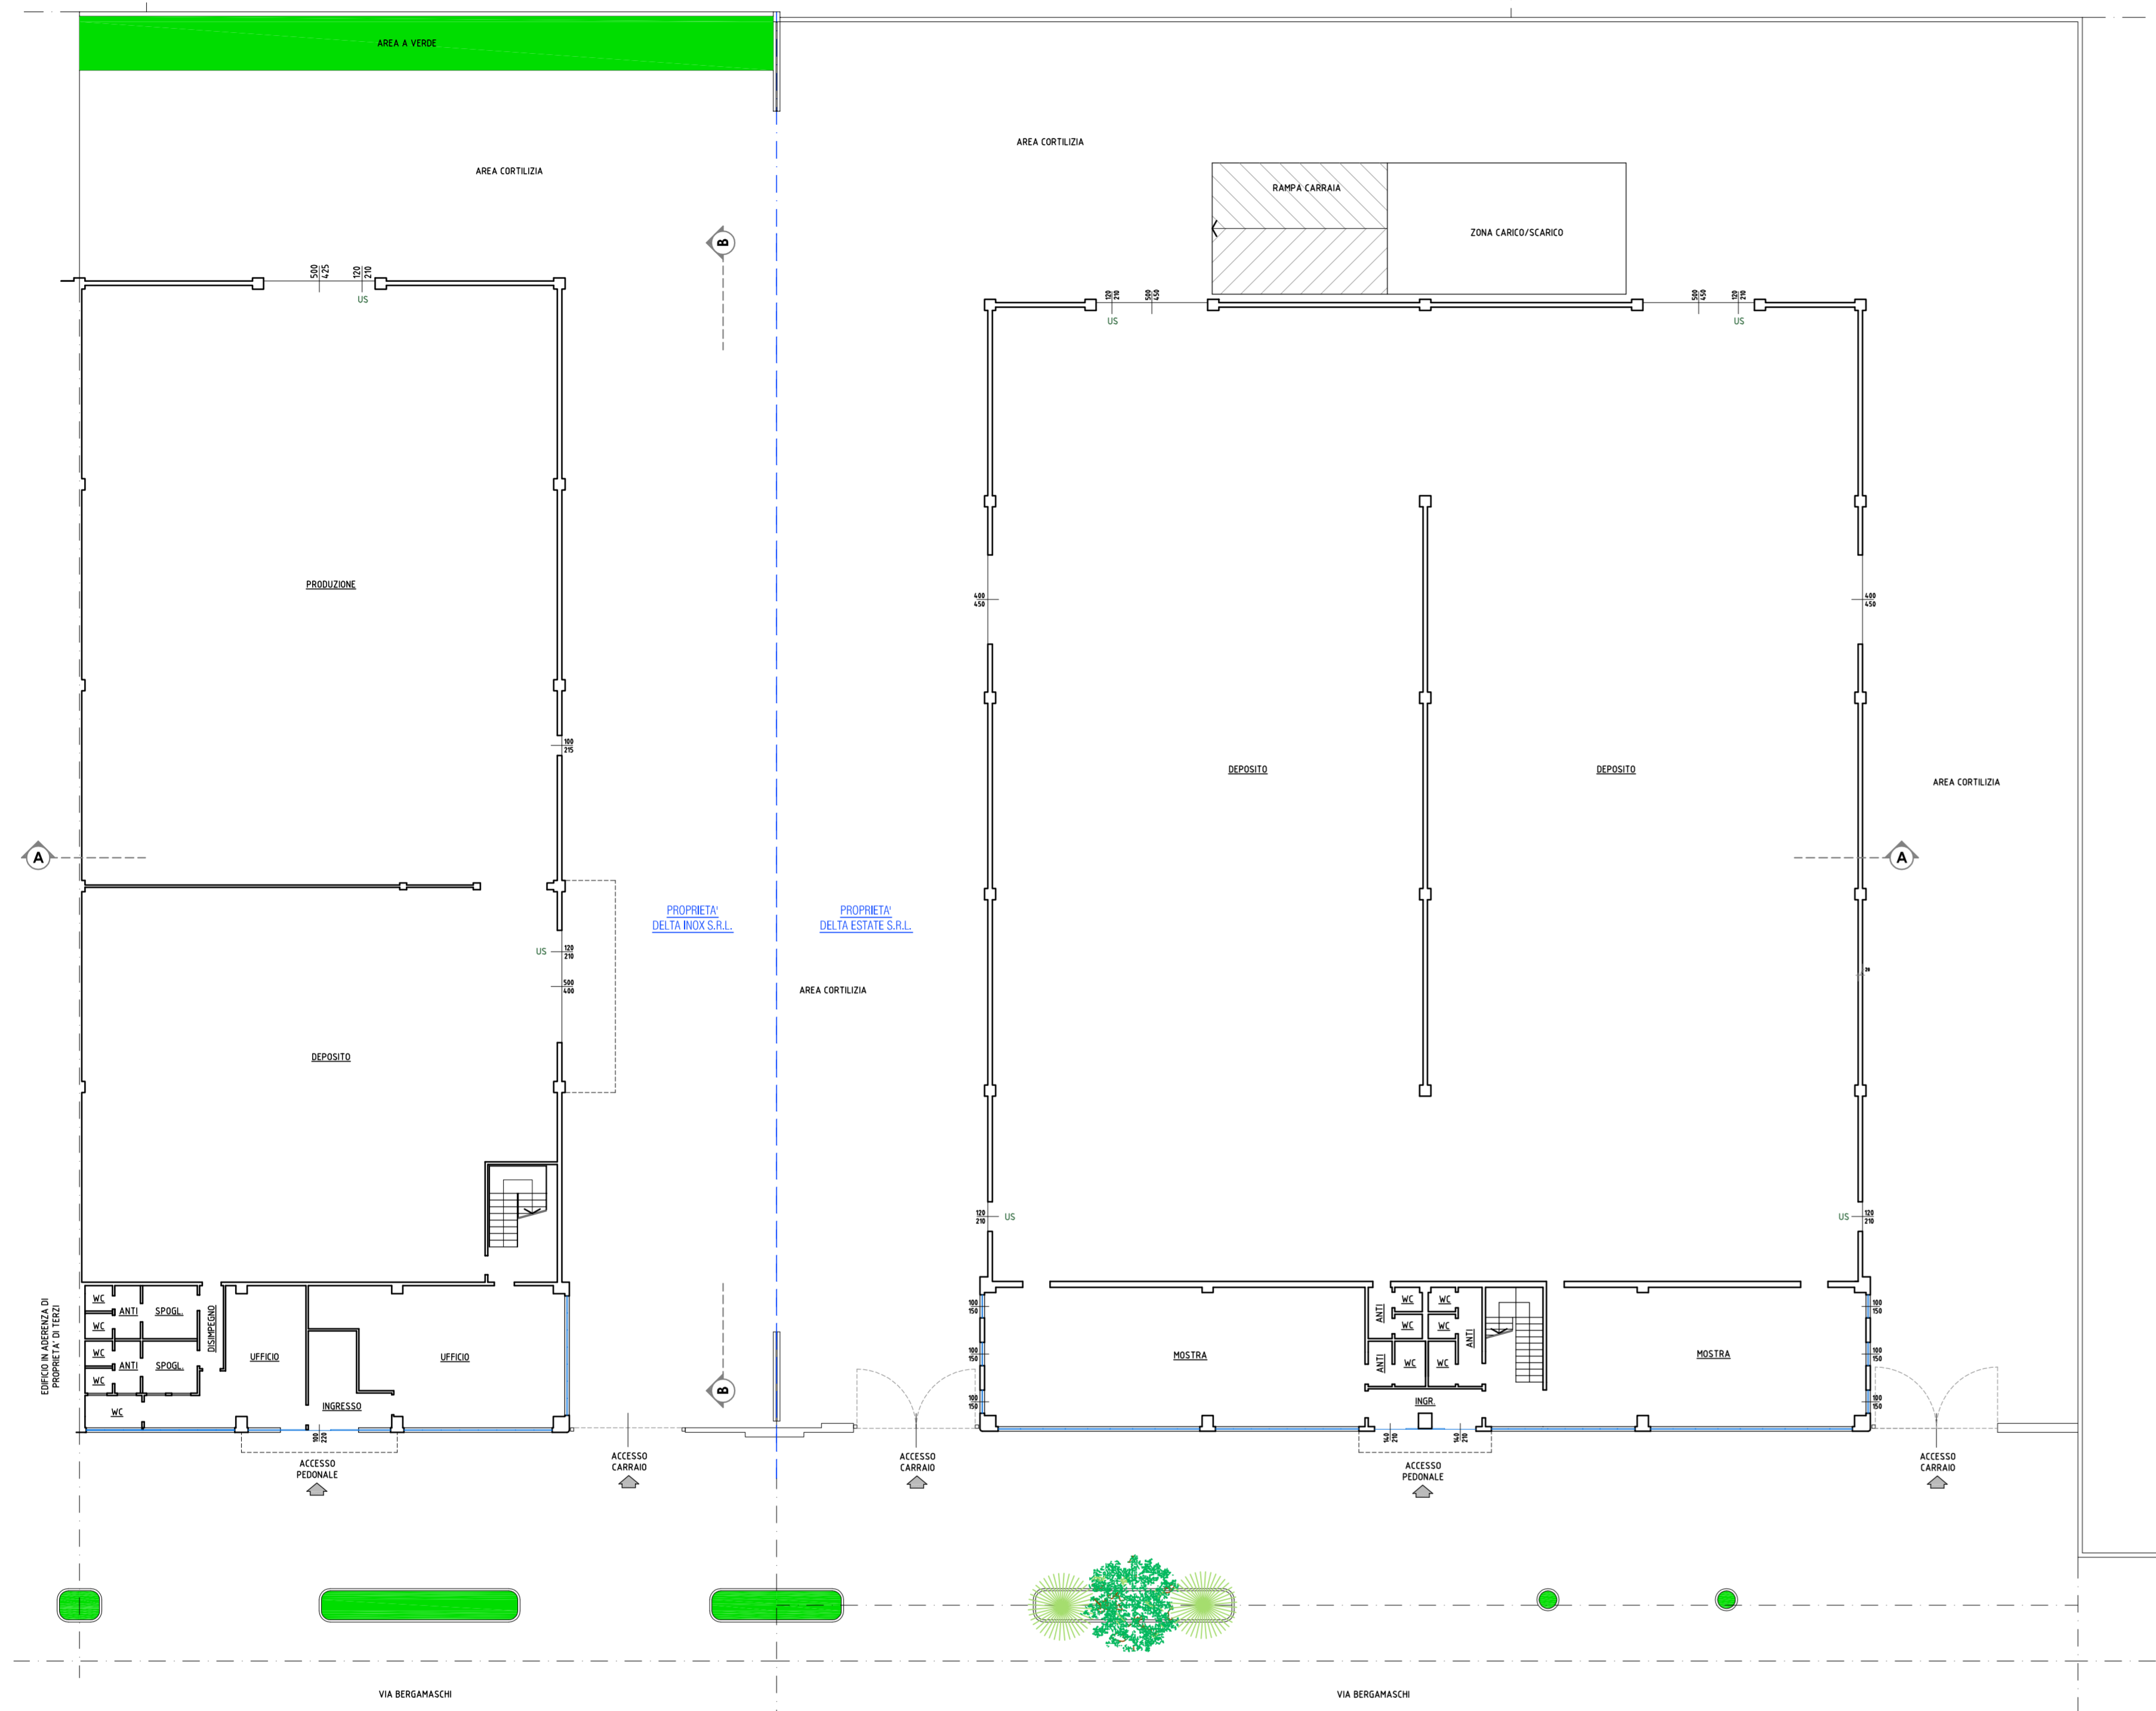 AREA A VERDE
AREA CORTILIZIA
AREA CORTILIZIA
RAMPA CARRAIA
ZONA CARICO/SCARICO
B
500
425
120
210
US
120
210
500
450
US
500
450
120
210
US
PRODUZIONE
400
450
400
450
100
215
DEPOSITO
DEPOSITO
AREA CORTILIZIA
A
A
PROPRIETA'
DELTA INOX S.R.L.
PROPRIETA'
DELTA ESTATE S.R.L.
US
120
210
500
400
AREA CORTILIZIA
DEPOSITO
120
210
US
US
120
210
EDIFICIO IN ADERENZA DI
PROPRIETA' DI TERZI
WC
ANTI
SPOGL.
WC
WC
ANTI
SPOGL.
WC
WC
DISIMPEGNO
UFFICIO
INGRESSO
UFFICIO
100
220
B
100
150
100
150
100
150
MOSTRA
ANTI
WC
WC
WC
WC
ANTI
ANTI
WC
WC
INGR.
140
210
140
210
MOSTRA
100
150
100
150
100
150
ACCESSO
PEDONALE
ACCESSO
CARRAIO
ACCESSO
CARRAIO
ACCESSO
PEDONALE
ACCESSO
CARRAIO
VIA BERGAMASCHI
VIA BERGAMASCHI